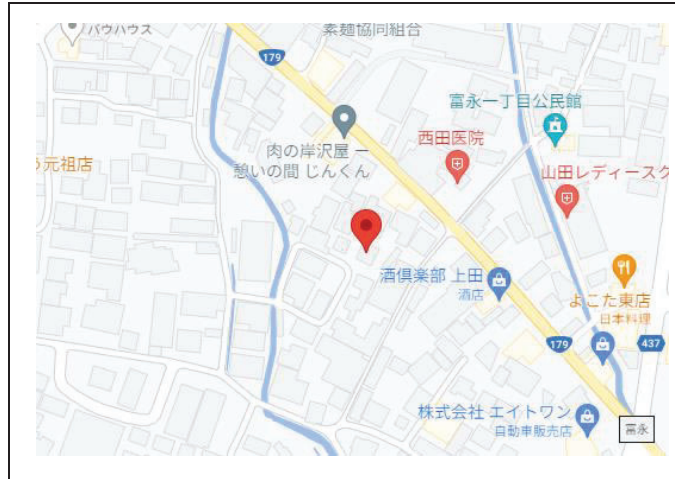 バウハウス
素麺協同組合
179
富永一丁目公民館
西田医院
肉の岸沢屋 ー
憩いの間 じんくん
元祖店
山田レディースク
酒倶楽部 上田
酒店
よこた東店
日本料理
179
437
株式会社 エイトワン
自動車販売店
富永